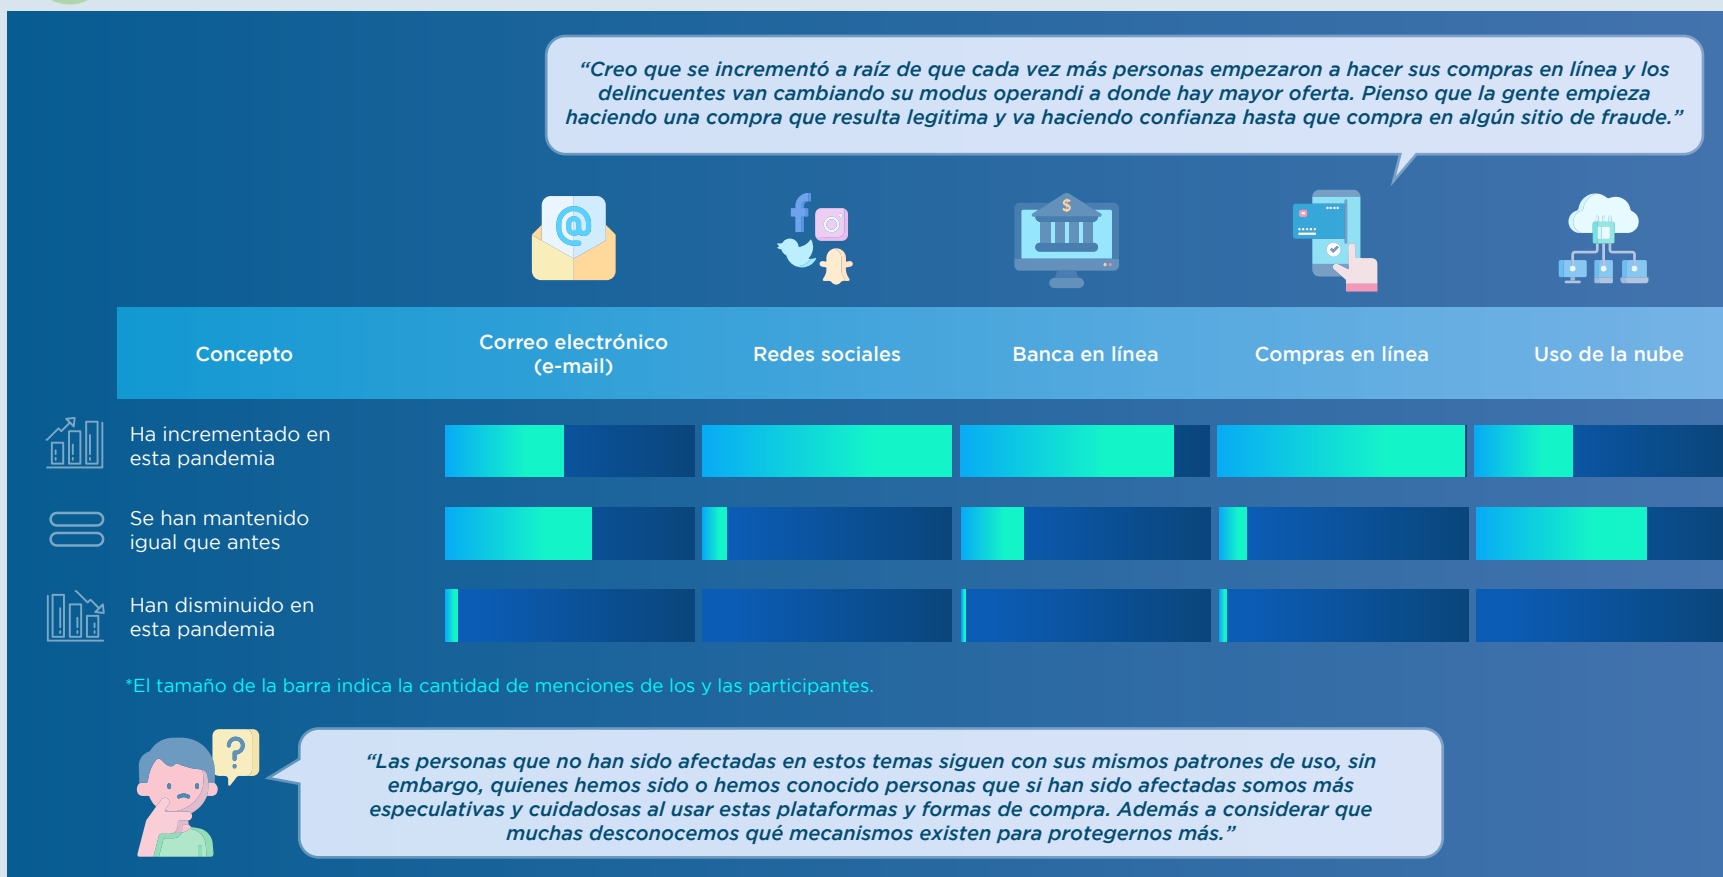 “Creo que se incrementó a raíz de que cada vez más personas empezaron a hacer sus compras en línea y los
delincuentes van cambiando su modus operandi a donde hay mayor oferta. Pienso que la gente empieza
haciendo una compra que resulta legitima y va haciendo confianza hasta que compra en algún sitio de fraude.”
@
f
$
Concepto
Correo electrónico
(e-mail)
Redes sociales
Banca en línea
Compras en línea
Uso de la nube
Ha incrementado en
esta pandemia
Se han mantenido
igual que antes
Han disminuido en
esta pandemia
*El tamaño de la barra indica la cantidad de menciones de los y las participantes.
?
“Las personas que no han sido afectadas en estos temas siguen con sus mismos patrones de uso, sin
embargo, quienes hemos sido o hemos conocido personas que si han sido afectadas somos más
especulativas y cuidadosas al usar estas plataformas y formas de compra. Además a considerar que
muchas desconocemos qué mecanismos existen para protegernos más.”